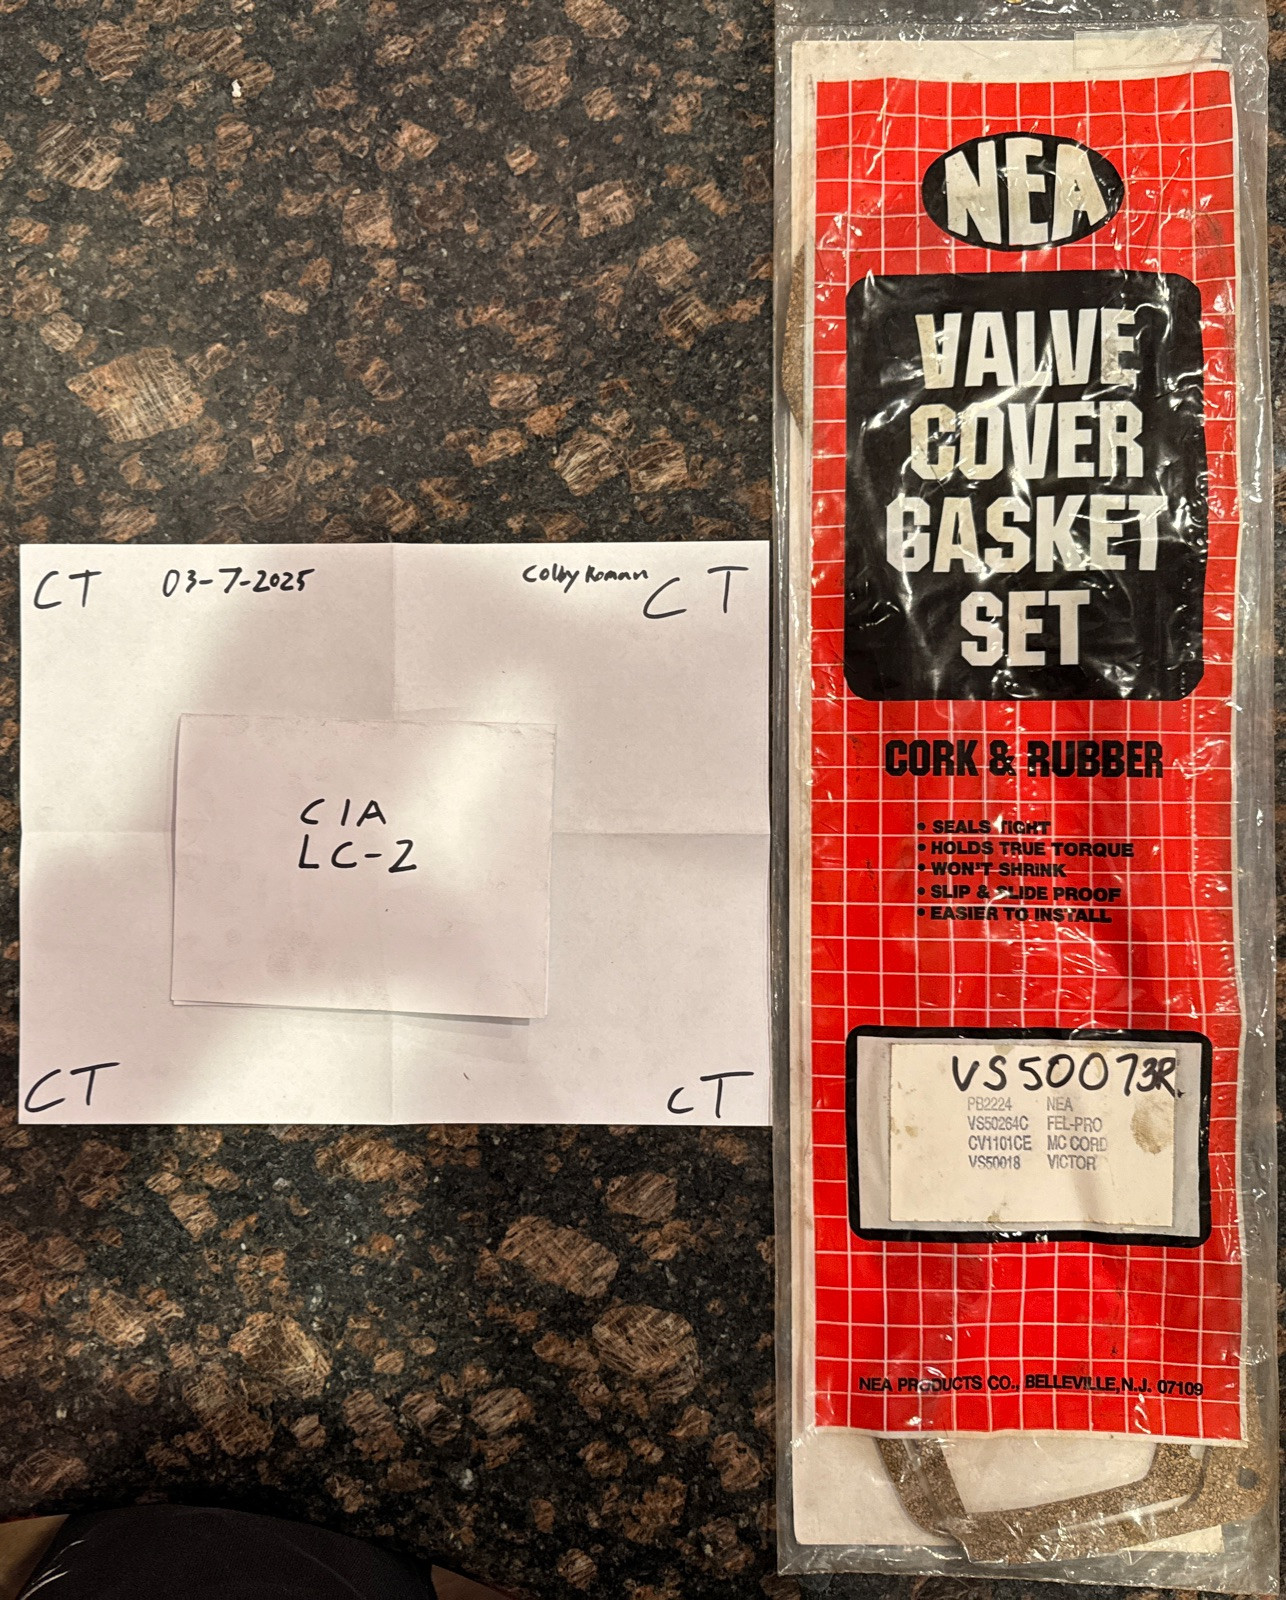 CT 03-7-2025 Colby Roman CT
CIA
LC-2
CT CT
NEA
VALVE
COVER
GASKET
SET
CORK & RUBBER
• SEALS TIGHT
• HOLDS TRUE TORQUE
• WON'T SHRINK
• SLIP & SLIDE PROOF
• EASIER TO INSTALL
VS50073R
PB2224 NEA
VS50264C FEL-PRO
CV1101CE MC CORD
VS50018 VICTOR
NEA PRODUCTS CO., BELLEVILLE, N.J. 07109